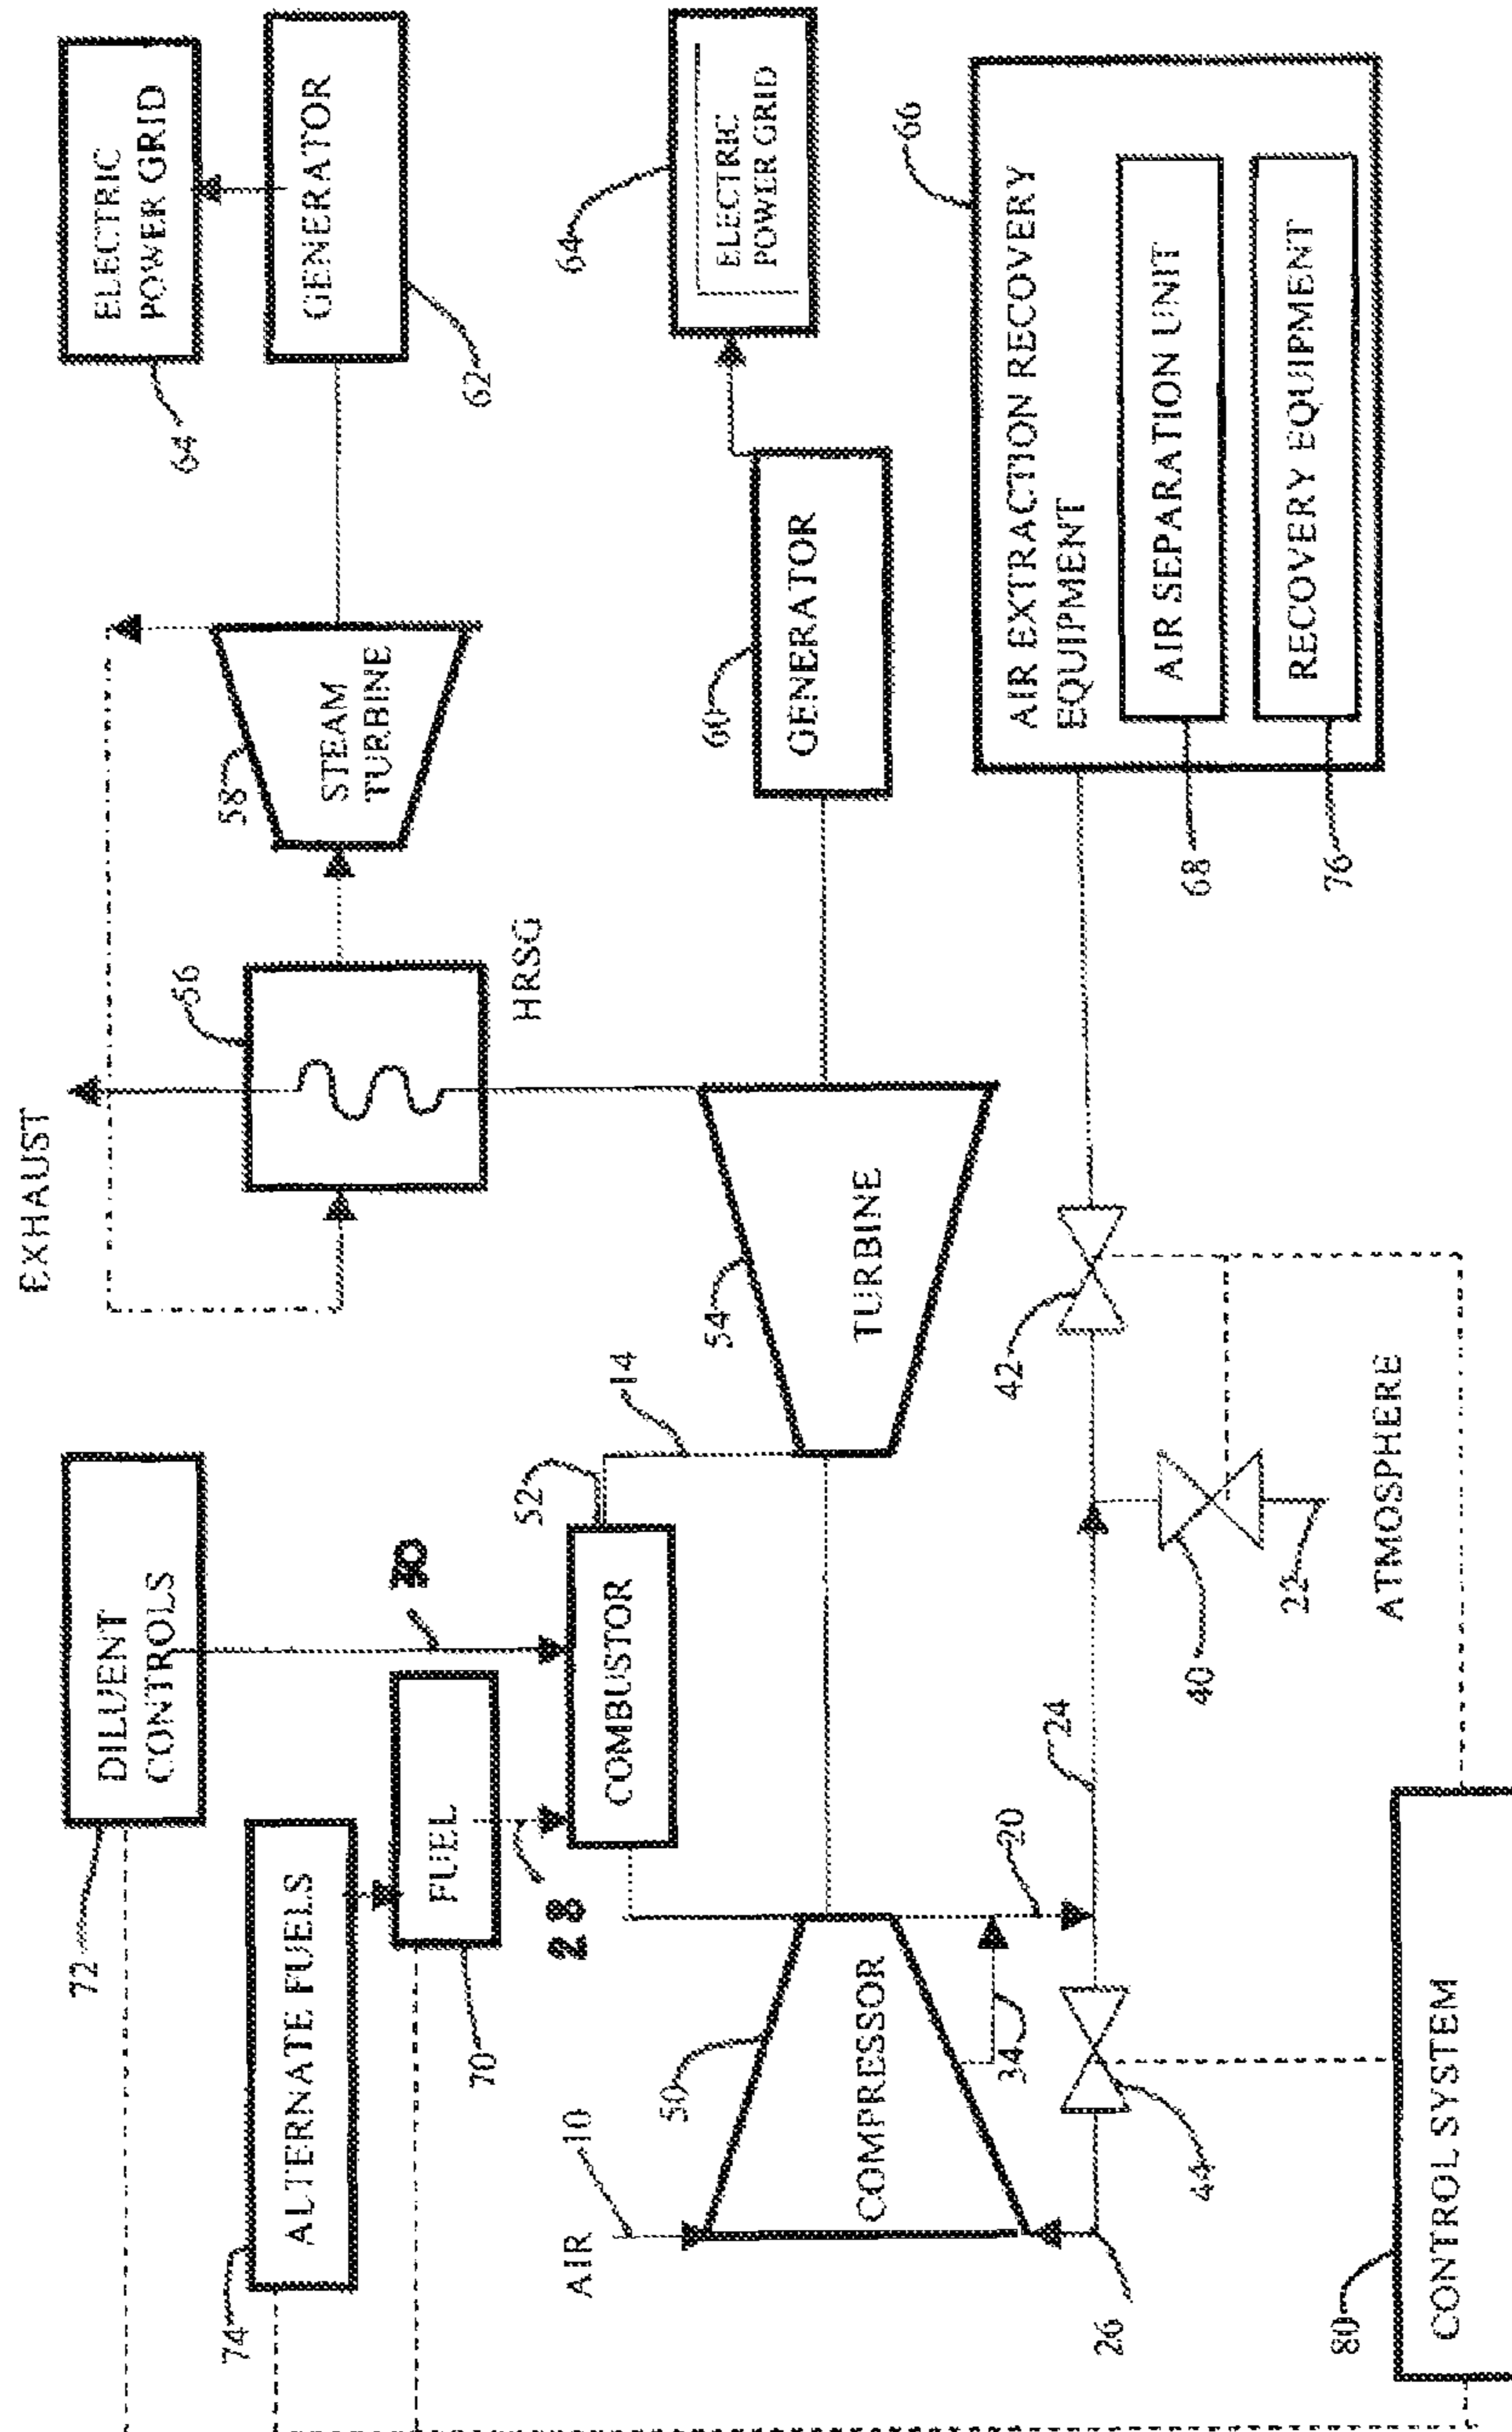 EXHAUST
72
DILUENT
CONTROLS
64
ELECTRIC
POWER GRID
74
ALTERNATE FUELS
56
58
STEAM
TURBINE
GENERATOR
62
70
FUEL
28
HRSG
AIR
10
52
14
COMBUSTOR
64
ELECTRIC
POWER GRID
50
54
60
COMPRESSOR
TURBINE
GENERATOR
66
34
20
24
42
AIR EXTRACTION RECOVERY
EQUIPMENT
26
44
40
22
68
AIR SEPARATION UNIT
76
RECOVERY EQUIPMENT
ATMOSPHERE
80
CONTROL SYSTEM